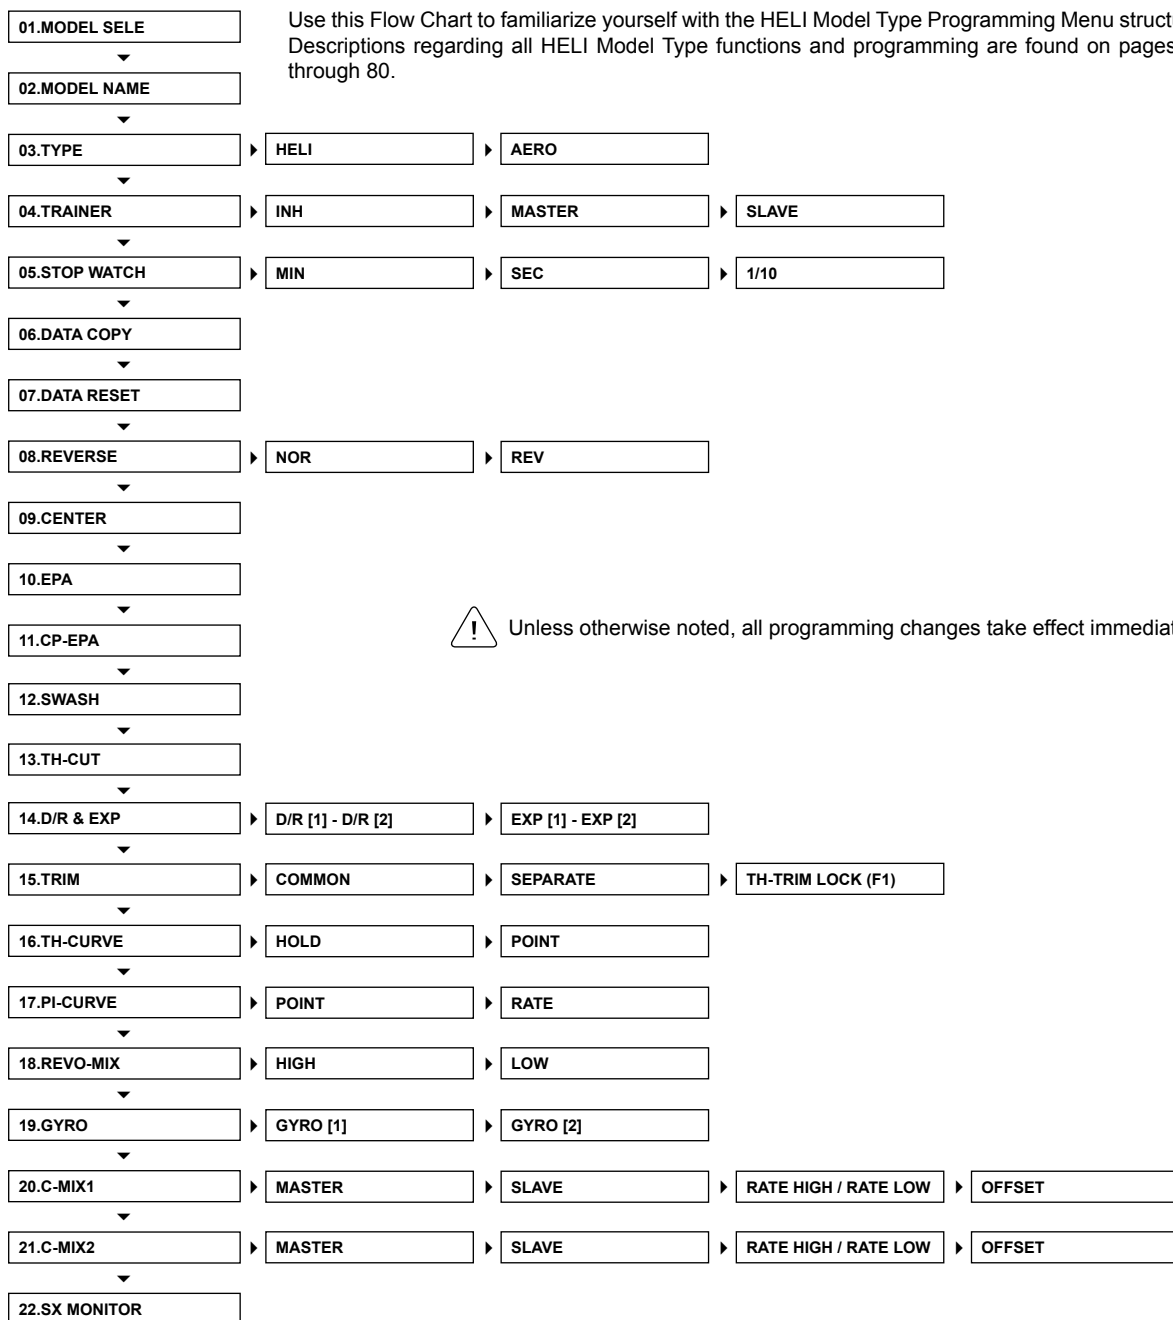 01.MODEL SELE
Use this Flow Chart to familiarize yourself with the HELI Model Type Programming Menu
Descriptions regarding all HELI Model Type functions and programming are found on pages
through 80.
02.MODEL NAME
03.TYPE HELI AERO
04.TRAINER INH MASTER SLAVE
05.STOP WATCH MIN SEC 1/10
06.DATA COPY
07.DATA RESET
08.REVERSE NOR REV
09.CENTER
10.EPA
! Unless otherwise noted, all programming changes take effect
11.CP-EPA
12.SWASH
13.TH-CUT
14.D/R & EXP D/R [1] - D/R [2] EXP [1] - EXP [2]
15.TRIM COMMON SEPARATE TH-TRIM LOCK (F1)
16.TH-CURVE HOLD POINT
17.PI-CURVE POINT RATE
18.REVO-MIX HIGH LOW
19.GYRO GYRO [1] GYRO [2]
20.C-MIX1 MASTER SLAVE RATE HIGH / RATE LOW OFFSET
21.C-MIX2 MASTER SLAVE RATE HIGH / RATE LOW OFFSET
22.SX MONITOR